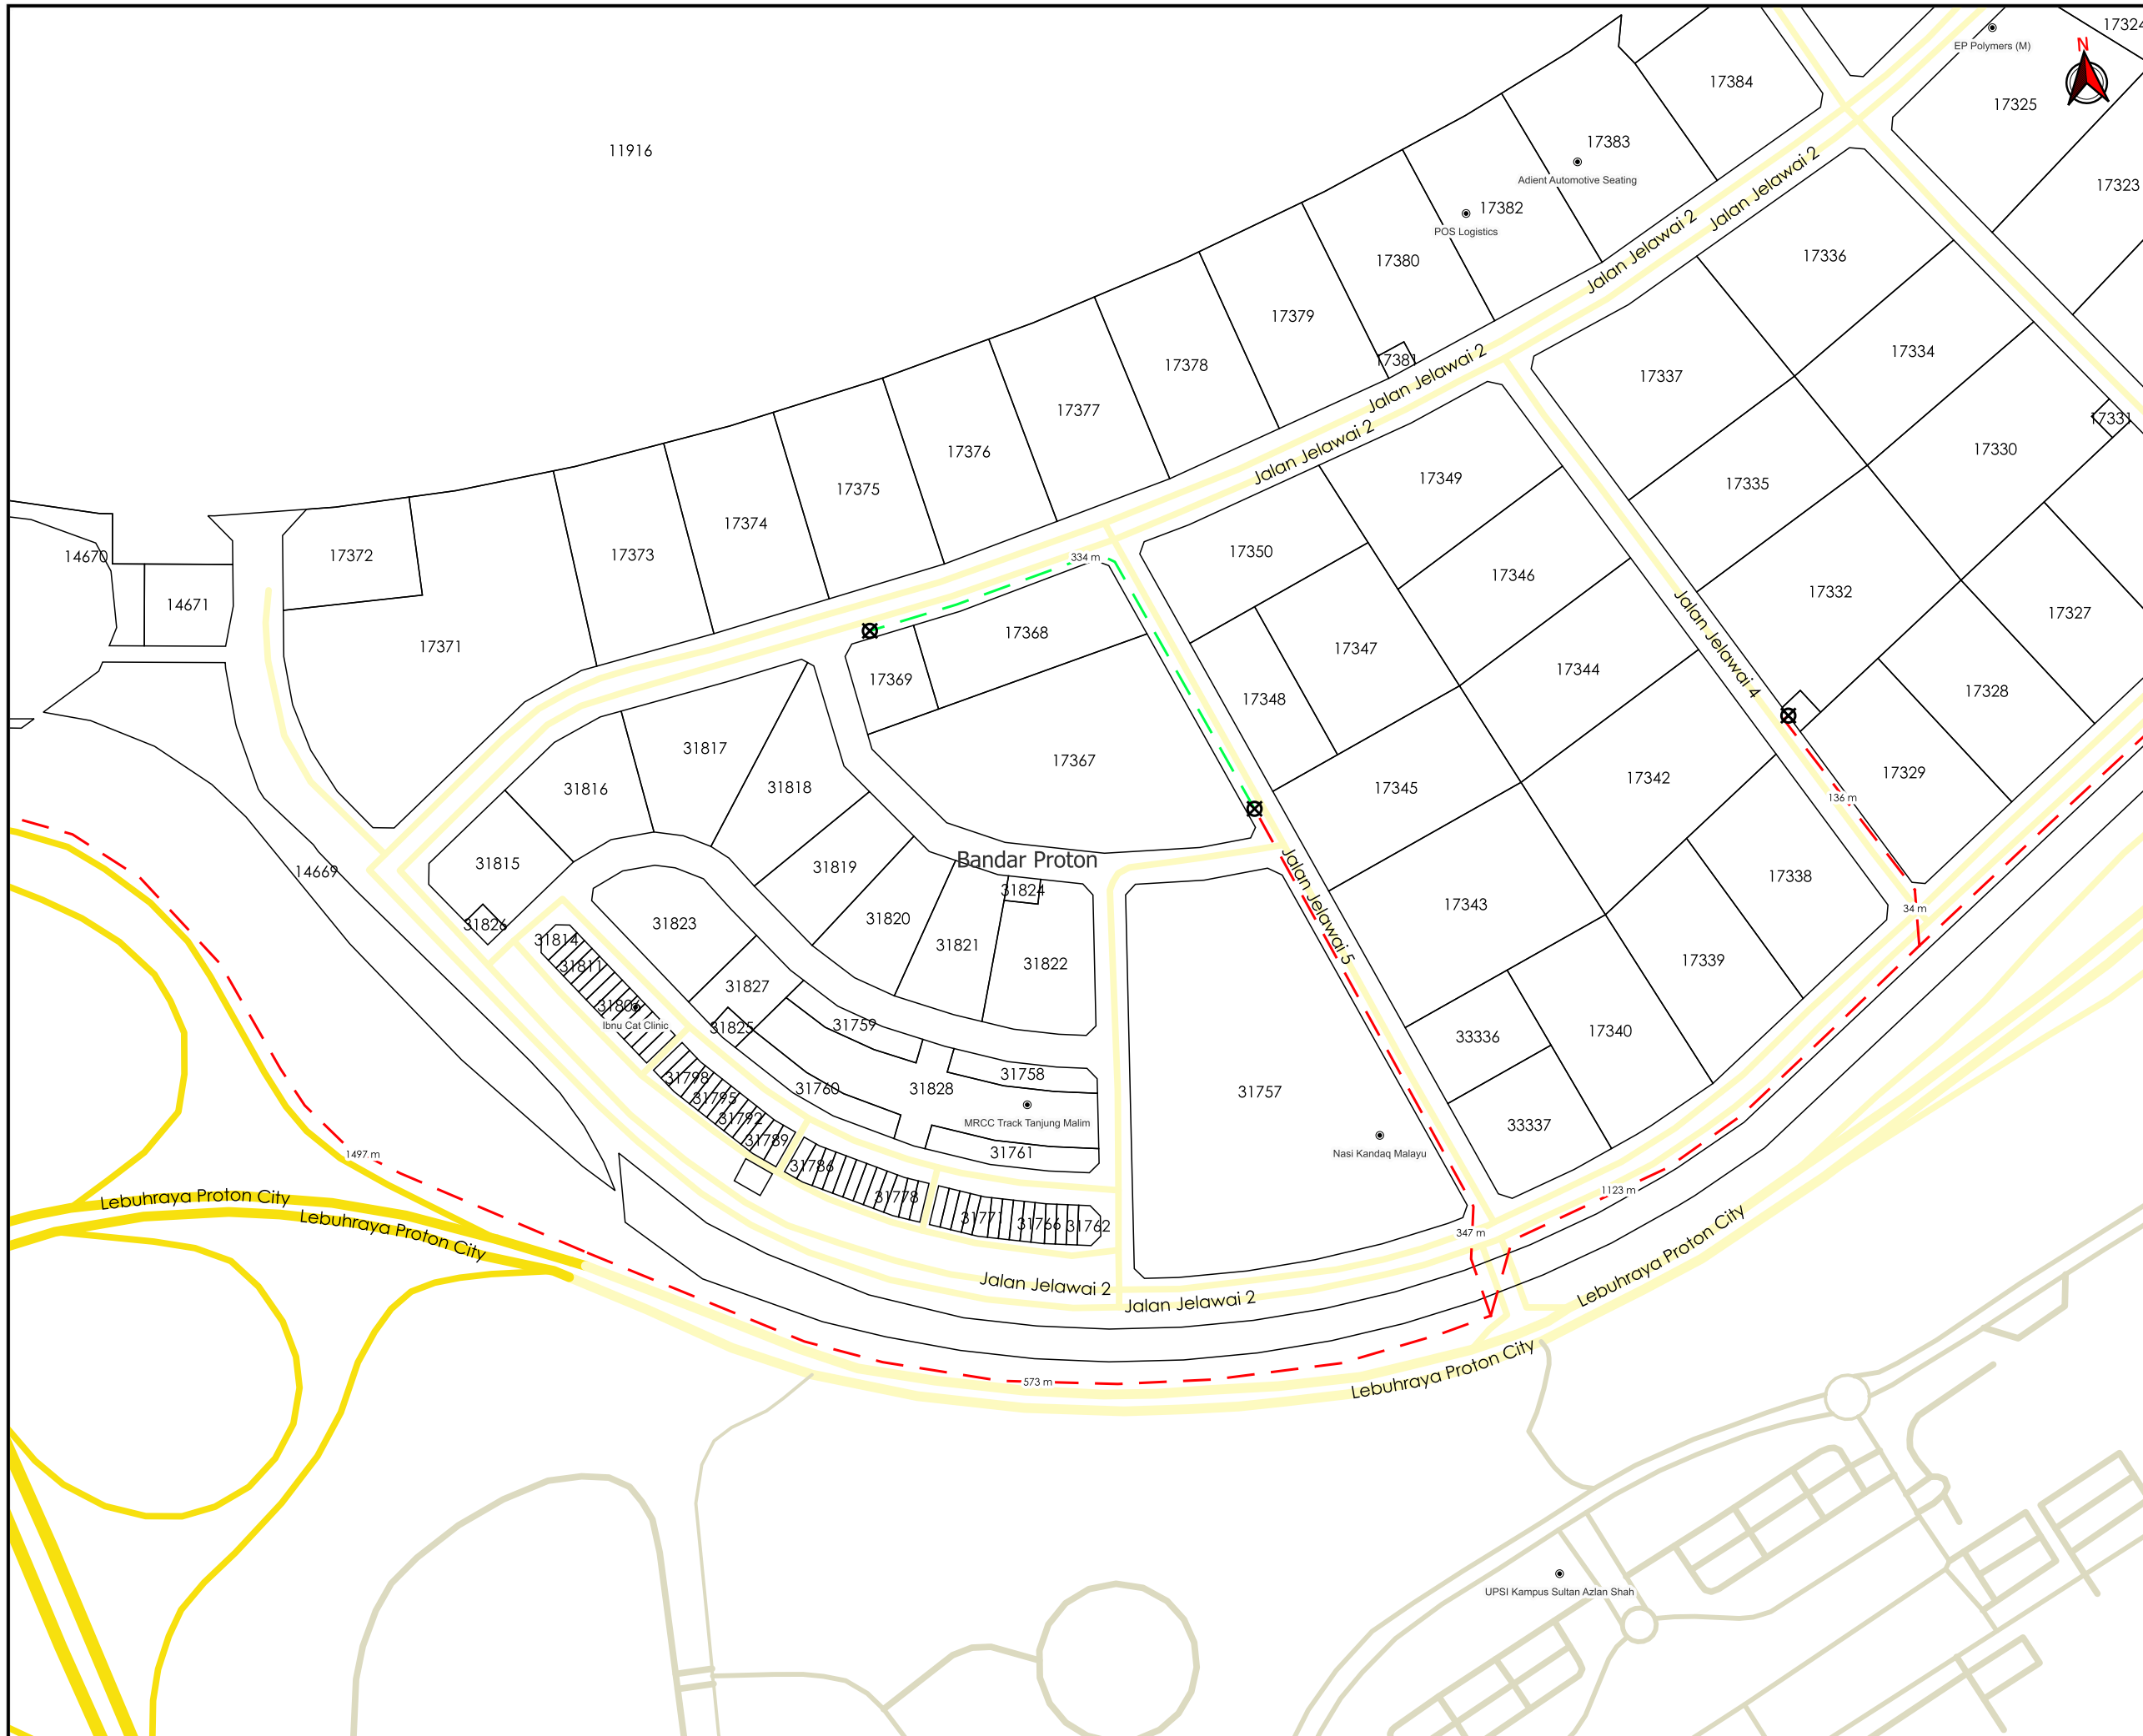 17324
EP Polymers (M)
N
17384
17325
17383
11916
Adient Automotive Seating
17323
17382
POS Logistics
Jalan Jelawai 2
Jalan Jelawai 2
17336
17380
17379
17334
17381
17378
Jalan Jelawai 2
17337
17377
17331
Jalan Jelawai 2
17330
17376
17349
17335
17375
17374
17350
17373
17372
14670
334 m
17346
17332
14671
17327
17368
17371
17347
Jalan Jelawai 4
17344
17369
17348
17328
31817
17367
17329
17342
31818
17345
31816
136 m
Bandar Proton
31815
31819
14669
Jalan Jelawai 5
17338
31824
17343
34 m
31820
31823
31826
31814
31821
17339
31811
31822
31827
31806
Ibnu Cat Clinic
31825
31759
17340
33336
31798
31758
31760
31828
31757
31795
31792
MRCC Track Tanjung Malim
33337
31789
1497 m
31761
Nasi Kandaq Malayu
31786
1123 m
Lebuhraya Proton City
31778
31771
31766
31762
347 m
Lebuhraya Proton City
Lebuhraya Proton City
Jalan Jelawai 2
Jalan Jelawai 2
Lebuhraya Proton City
573 m
UPSI Kampus Sultan Azlan Shah